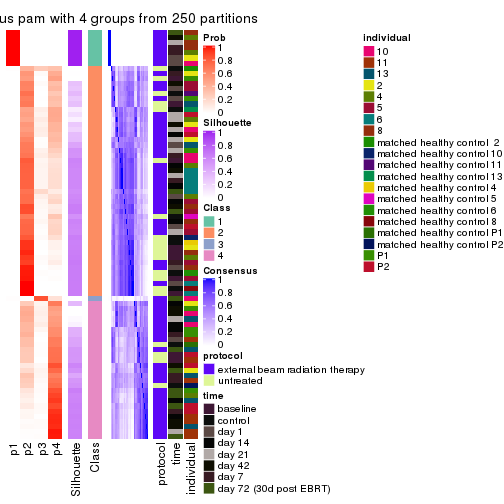 us pam with 4 groups from 250 partitions
p1
p2
p3
p4
Silhouette
Class
protocol
time
individual
Prob
1
0.8
0.6
0.4
0.2
0
Silhouette
1
0.8
0.6
0.4
0.2
0
Class
1
2
3
4
Consensus
1
0.8
0.6
0.4
0.2
0
protocol
external beam radiation therapy
untreated
time
baseline
control
day 1
day 14
day 21
day 42
day 7
day 72 (30d post EBRT)
individual
10
11
13
2
4
5
6
8
matched healthy control  2
matched healthy control 10
matched healthy control 11
matched healthy control 13
matched healthy control 4
matched healthy control 5
matched healthy control 6
matched healthy control 8
matched healthy control P1
matched healthy control P2
P1
P2